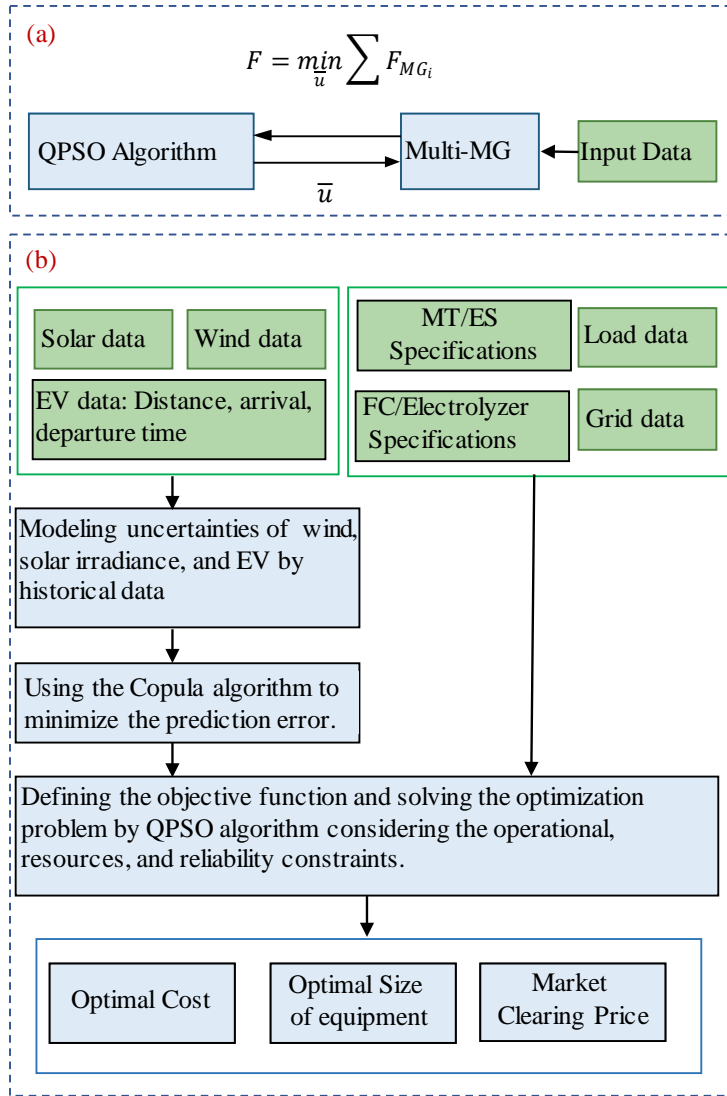 (a)
F = min ∑ F_{MG_i}
u̅
QPSO Algorithm
Multi-MG
Input Data
u̅
(b)
Solar data
Wind data
EV data: Distance, arrival,
departure time
MT/ES
Specifications
Load data
FC/Electrolyzer
Specifications
Grid data
Modeling uncertainties of wind,
solar irradiance, and EV by
historical data
Using the Copula algorithm to
minimize the prediction error.
Defining the objective function and solving the optimization
problem by QPSO algorithm considering the operational,
resources, and reliability constraints.
Optimal Cost
Optimal Size
of equipment
Market
Clearing Price